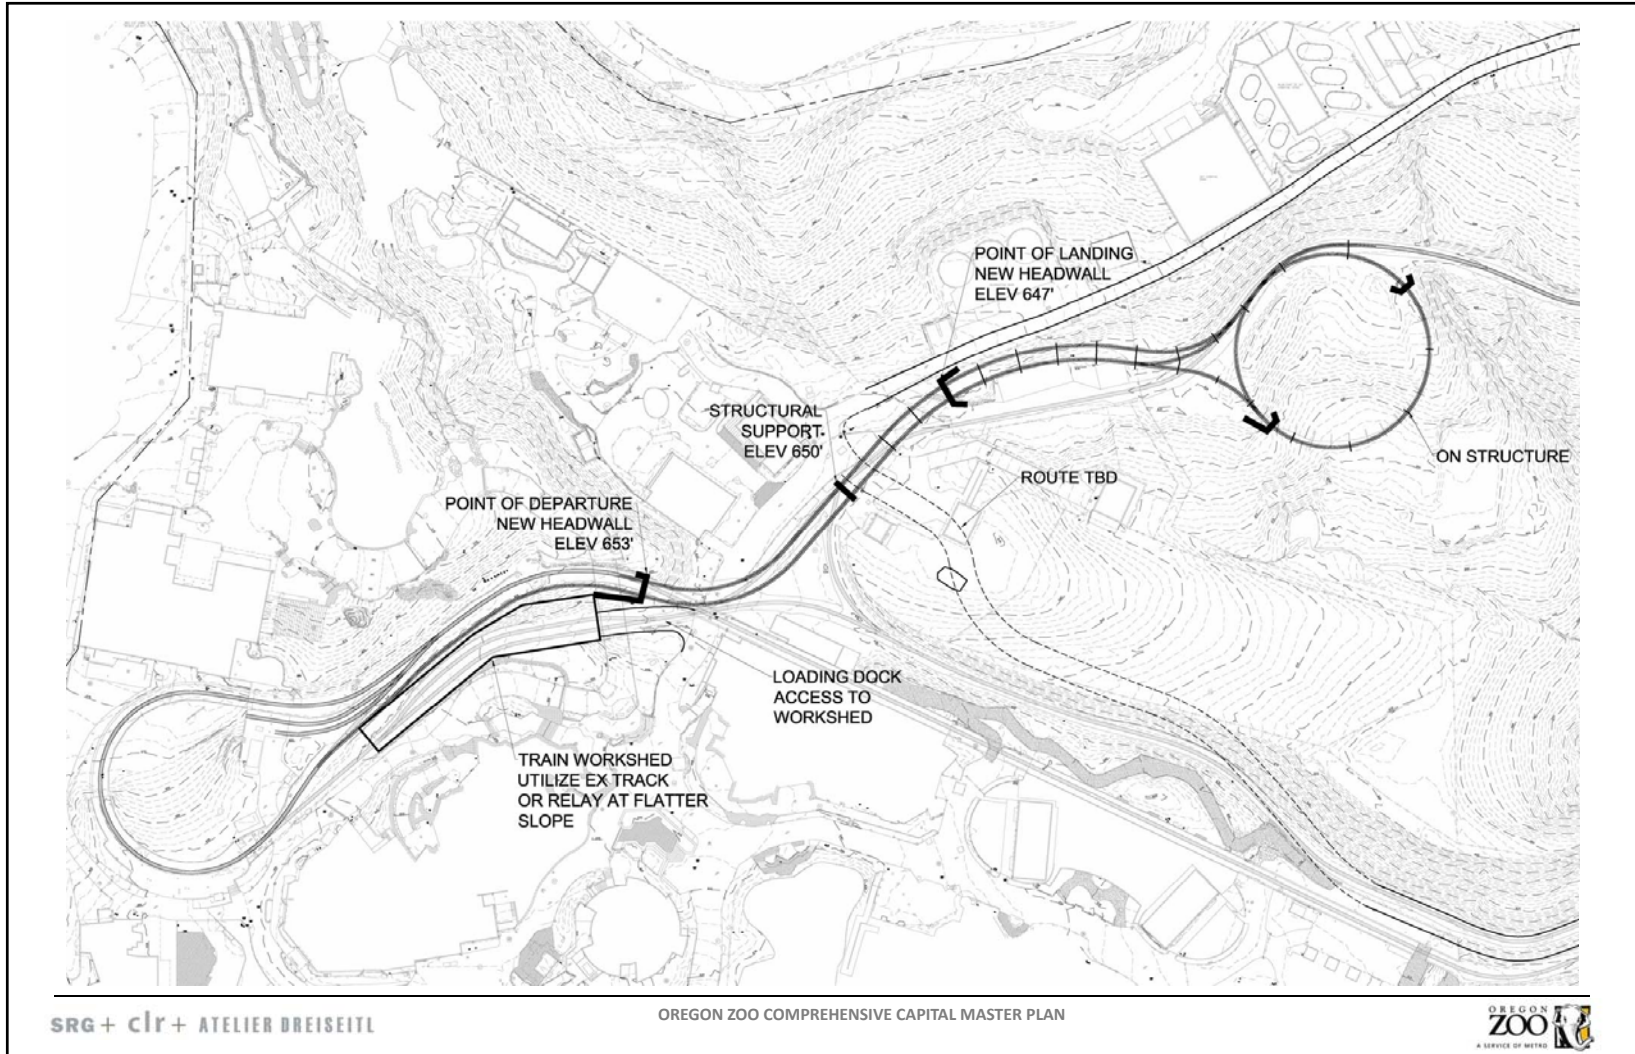 POINT OF LANDING
NEW HEADWALL
ELEV 647'
STRUCTURAL
SUPPORT
ELEV 650'
ON STRUCTURE
ROUTE TBD
POINT OF DEPARTURE
NEW HEADWALL
ELEV 653'
LOADING DOCK
ACCESS TO
WORKSHED
TRAIN WORKSHED
UTILIZE EX TRACK
OR RELAY AT FLATTER
SLOPE
SRG + clr + ATELIER DREISEITL
OREGON ZOO COMPREHENSIVE CAPITAL MASTER PLAN
OREGON
ZOO
A SERVICE OF METRO